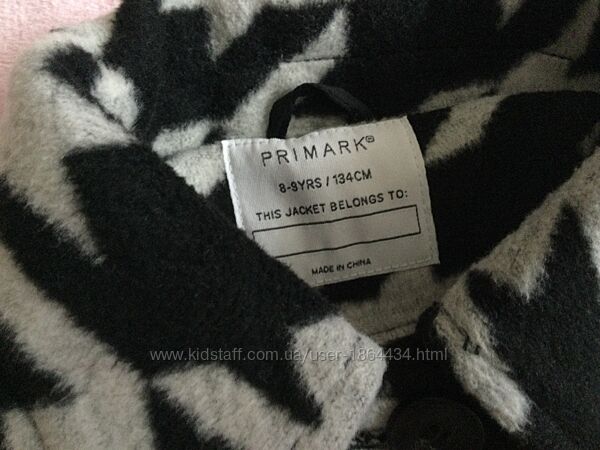 PRIMARK®
8-9YRS / 134CM
THIS JACKET BELONGS TO:
MADE IN CHINA
www.kidstaff.com.ua/user-1864434.html